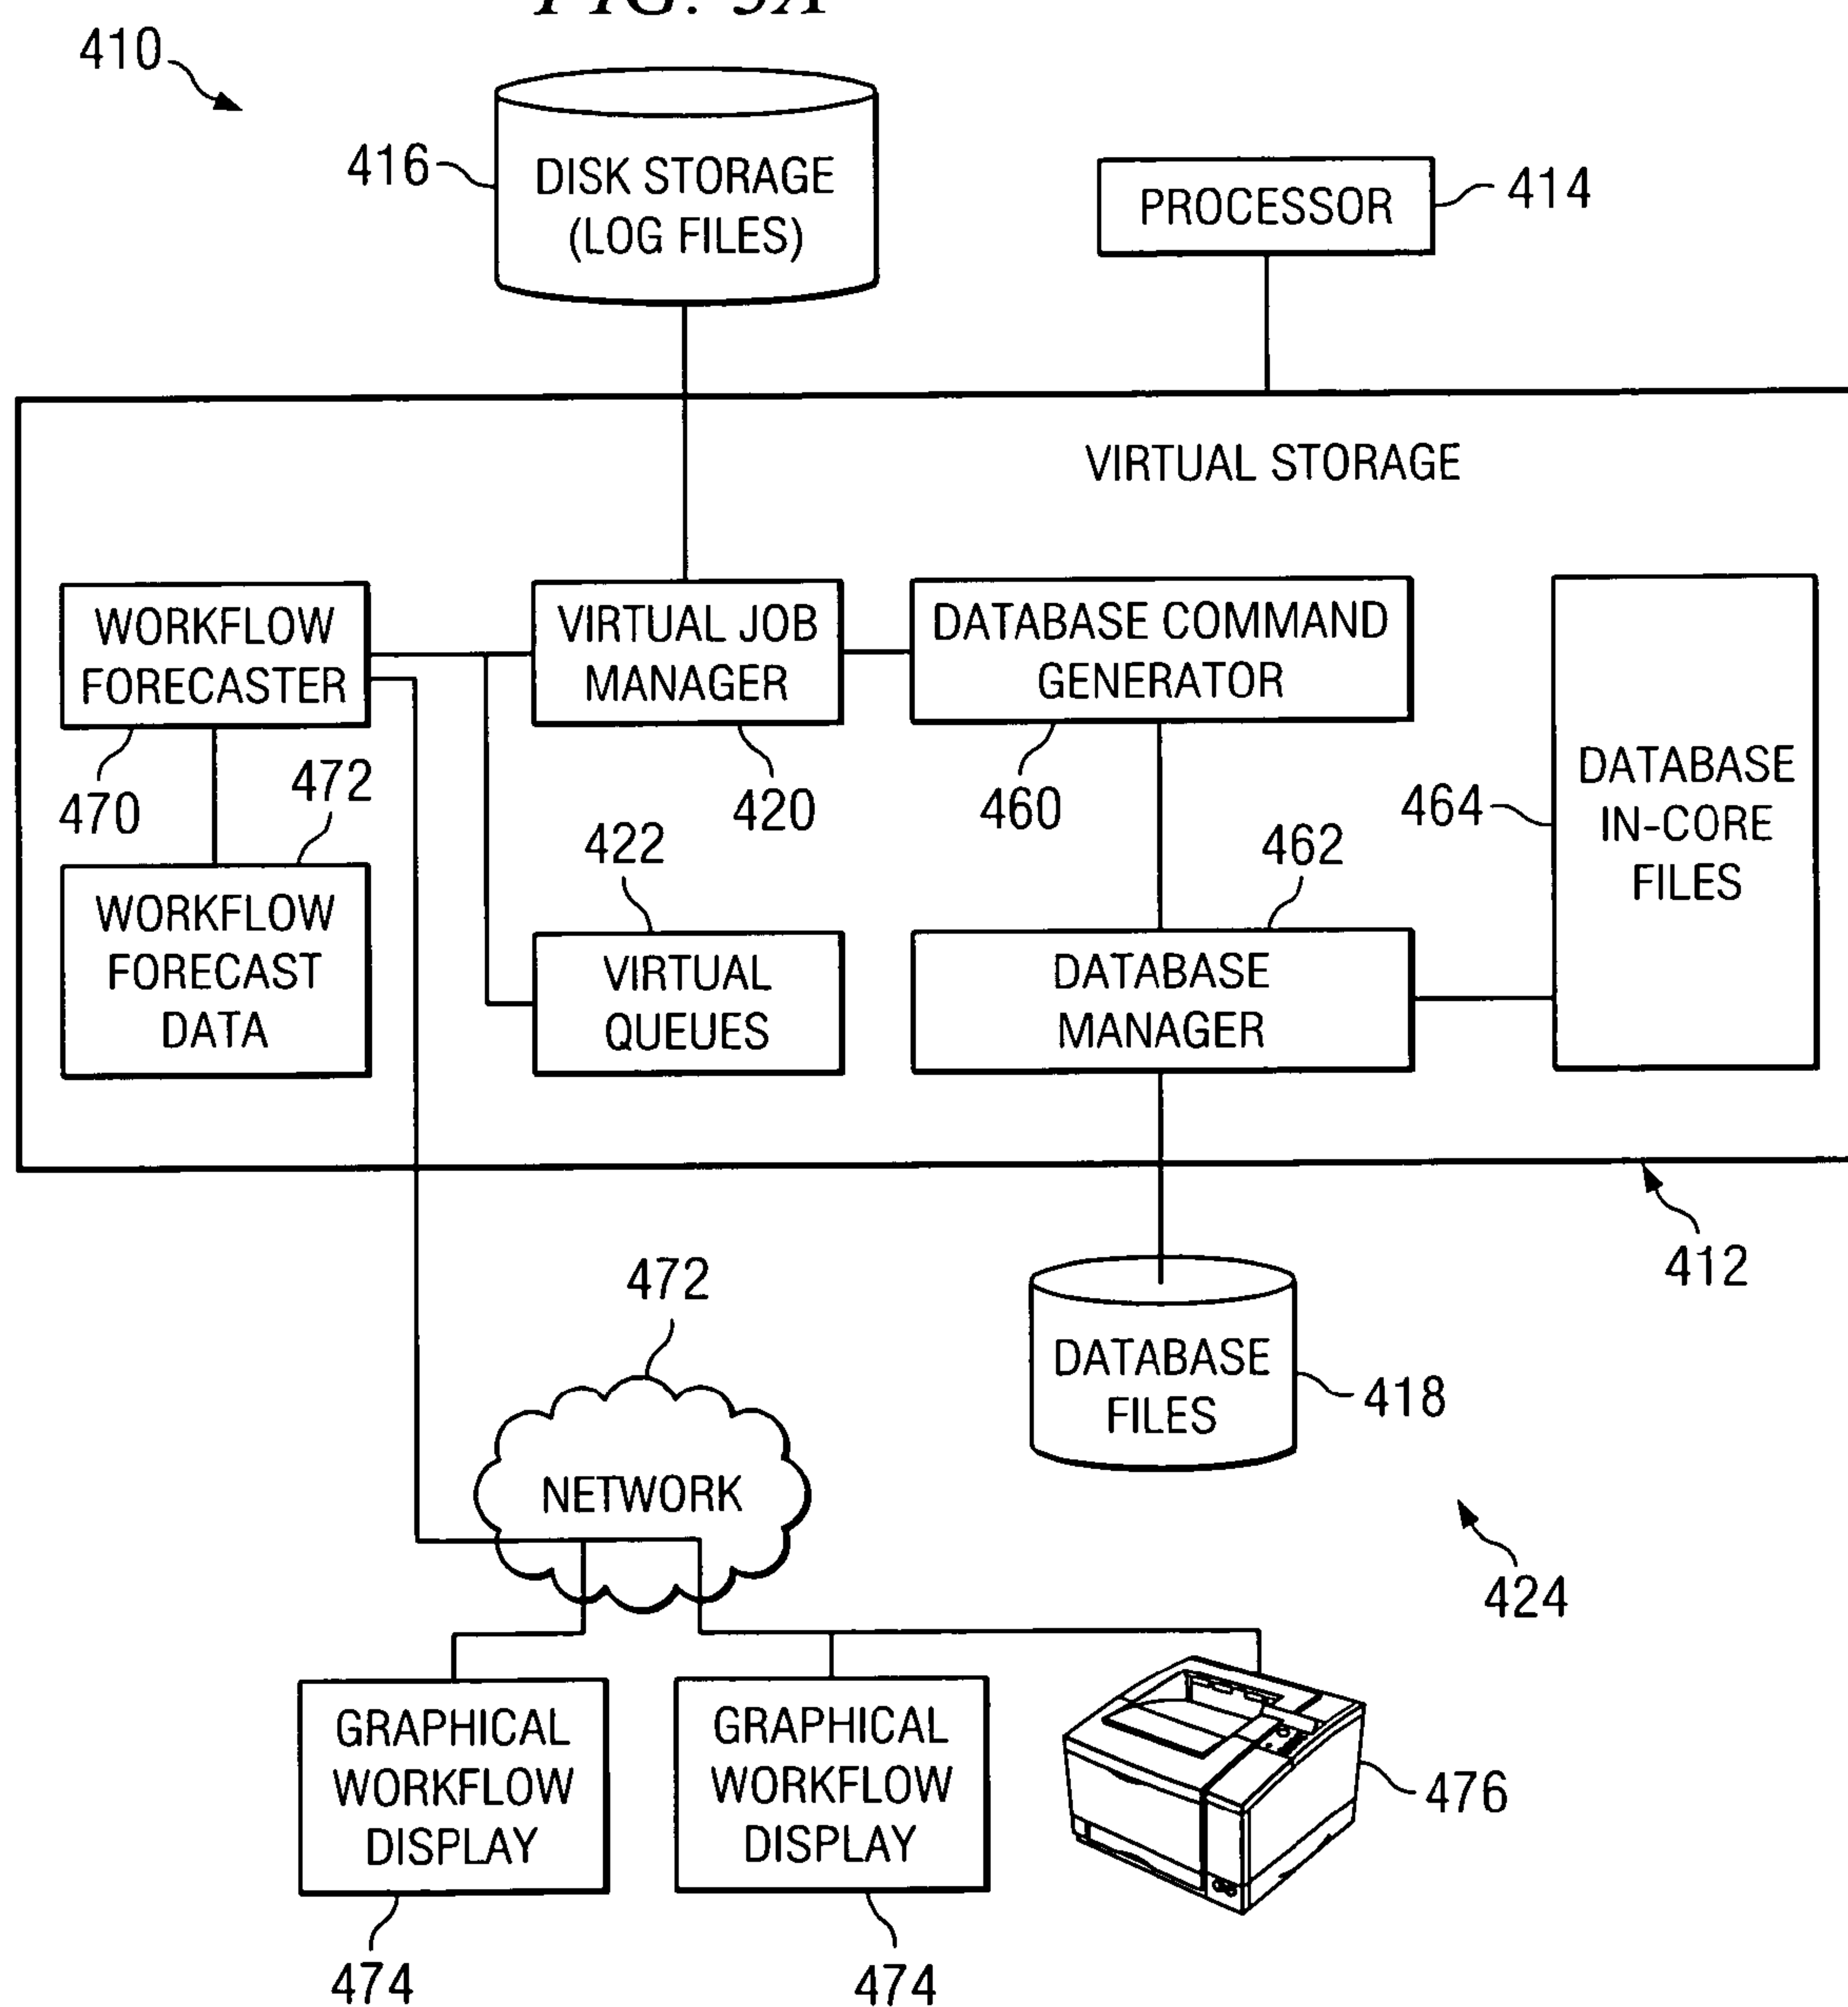 410
416
DISK STORAGE
(LOG FILES)
PROCESSOR
414
VIRTUAL STORAGE
WORKFLOW
FORECASTER
470
VIRTUAL JOB
MANAGER
420
DATABASE COMMAND
GENERATOR
460
464
DATABASE
IN-CORE
FILES
472
WORKFLOW
FORECAST
DATA
422
VIRTUAL
QUEUES
462
DATABASE
MANAGER
412
472
NETWORK
DATABASE
FILES
418
424
GRAPHICAL
WORKFLOW
DISPLAY
474
GRAPHICAL
WORKFLOW
DISPLAY
474
476